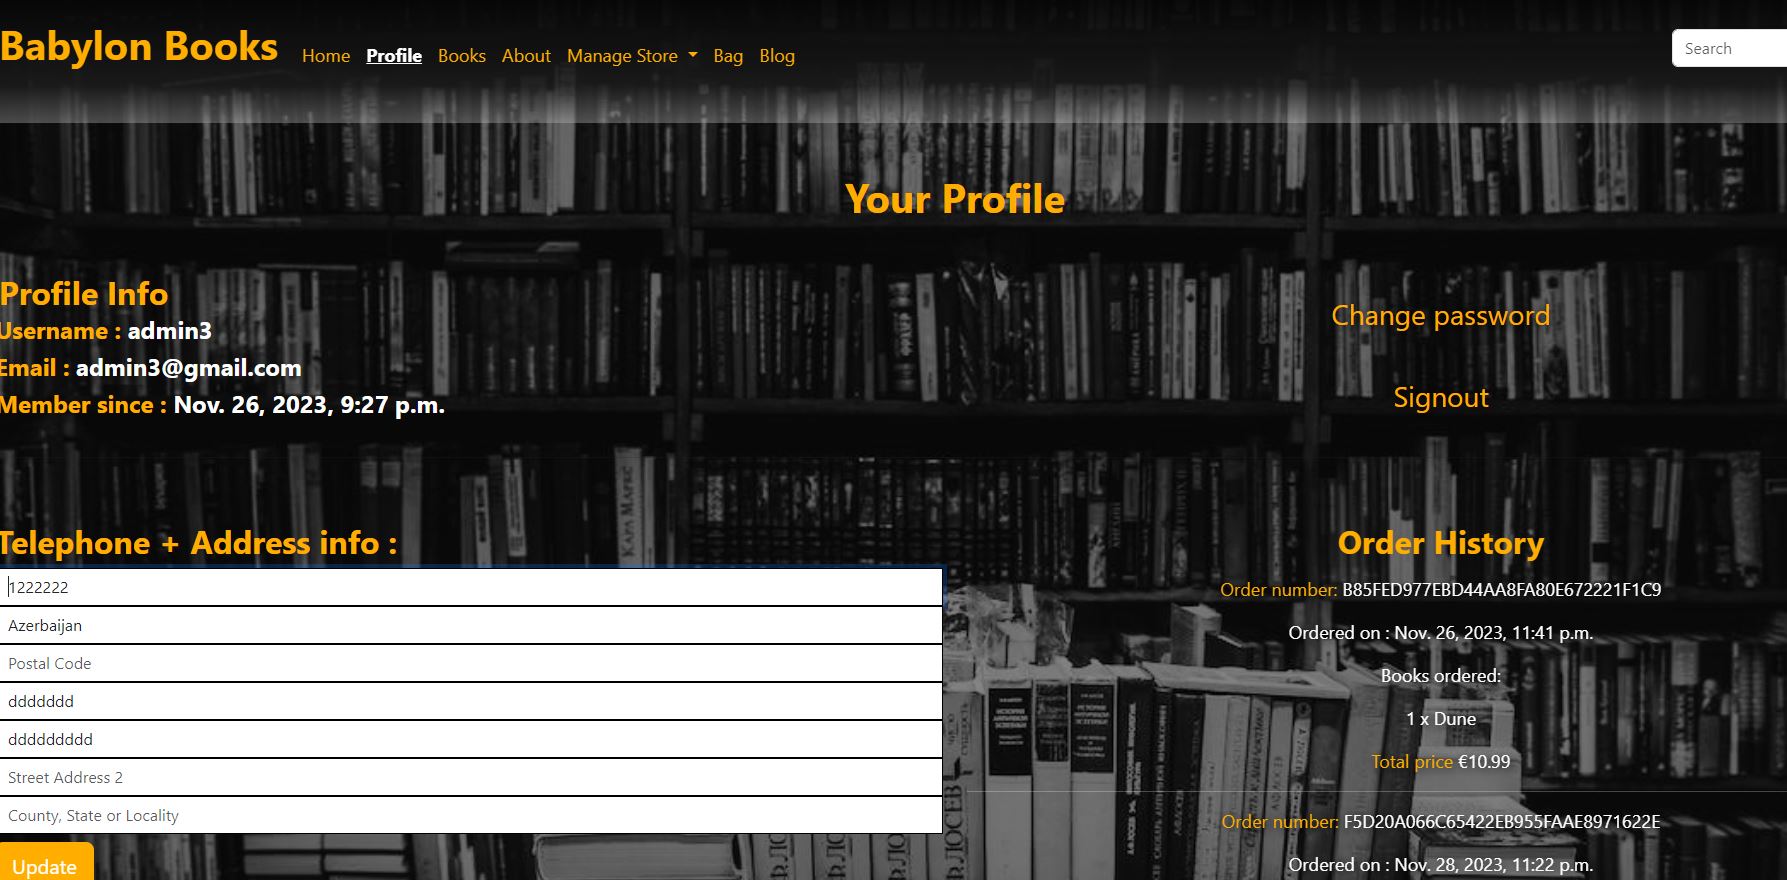 Babylon Books
Home Profile Books About Manage Store Bag Blog
Search
Your Profile
Profile Info
Username : admin3
Email : admin3@gmail.com
Member since : Nov. 26, 2023, 9:27 p.m.
Change password
Signout
Telephone + Address info :
1222222
Azerbaijan
Postal Code
ddddddd
ddddddddd
Street Address 2
County, State or Locality
Update
Order History
Order number: B85FED977EBD44AA8FA80E672221F1C9
Ordered on : Nov. 26, 2023, 11:41 p.m.
Books ordered:
1 x Dune
Total price €10.99
Order number: F5D20A066C65422EB955FAAE8971622E
Ordered on : Nov. 28, 2023, 11:22 p.m.
КАРЛ МАРКС